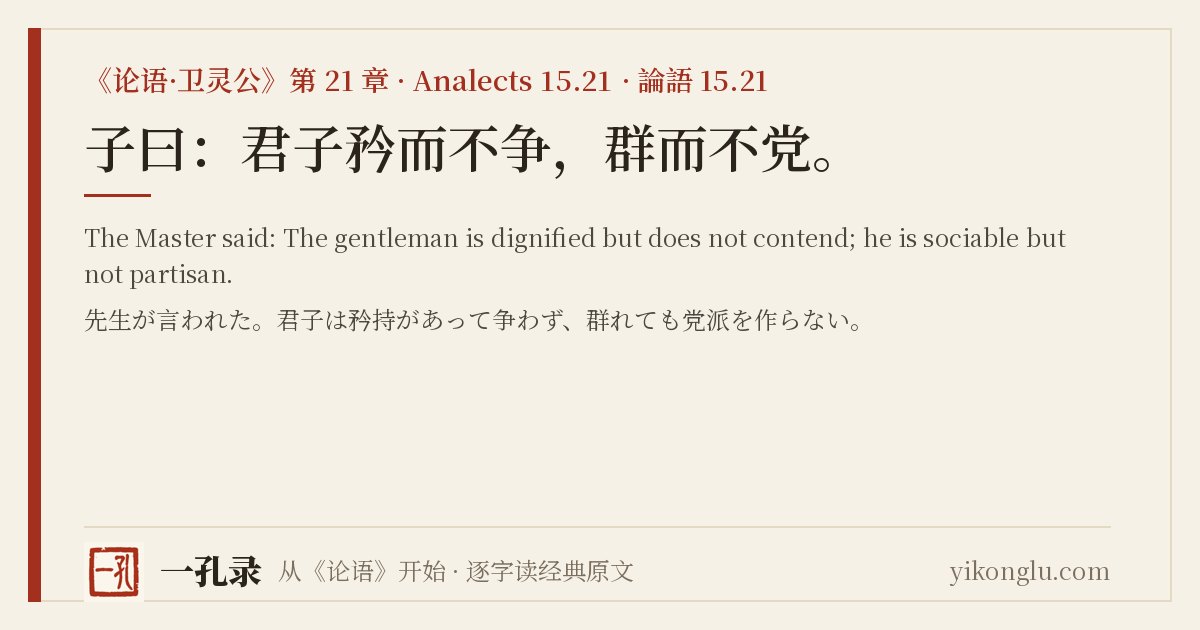 《论语·卫灵公》第 21 章 · Analects 15.21 · 論語 15.21
子曰：君子矜而不争，群而不党。
The Master said: The gentleman is dignified but does not contend; he is sociable but
not partisan.
先生が言われた。君子は矜持があって争わず、群れても党派を作らない。
一孔
一孔录 从《论语》开始 · 逐字读经典原文 yikonglu.com